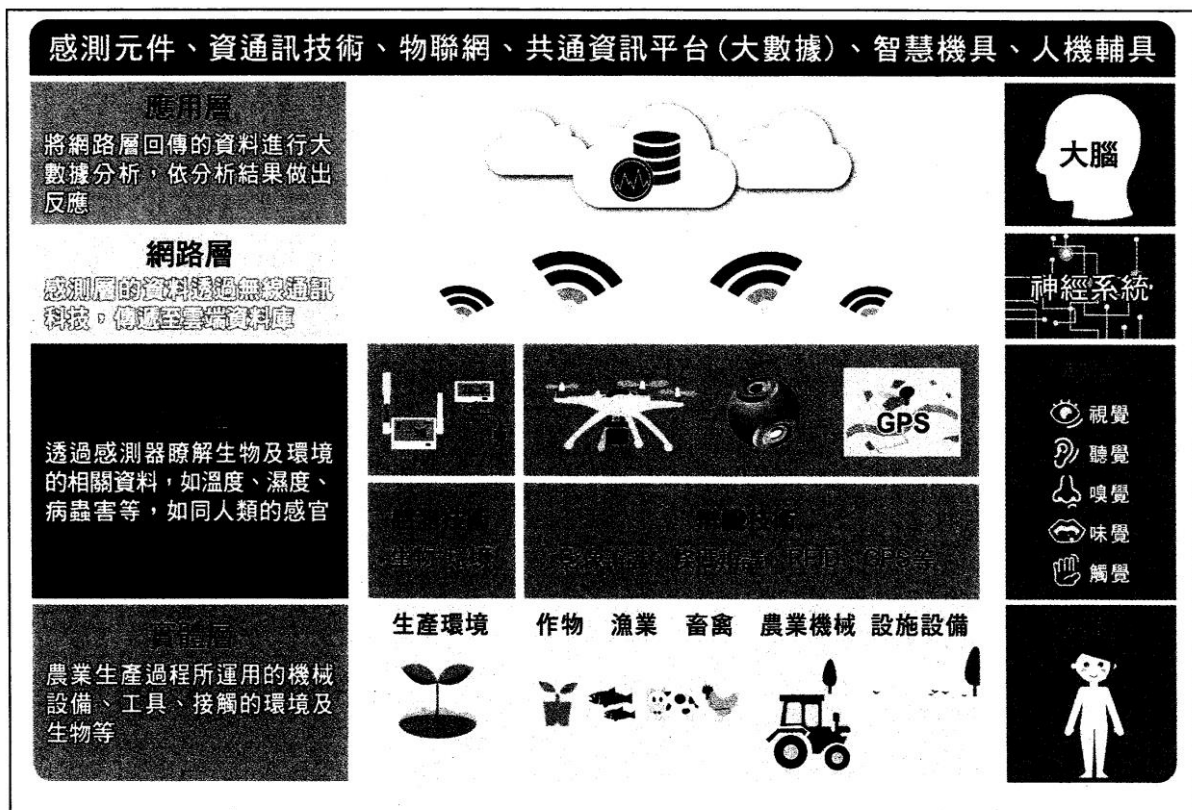 感測元件、資通訊技術、物聯網、共通資訊平台(大數據)、智慧機具、人機輔具
應用層
將網路層回傳的資料進行大
數據分析，依分析結果做出
反應
大腦
網路層
感測層的資料透過無線通訊
科技，傳遞至雲端資料庫
神經系統
透過感測器瞭解生物及環境
的相關資料，如溫度、濕度、
病蟲害等，如同人類的感官
GPS
GPS等
視覺
聽覺
嗅覺
味覺
觸覺
實體層
農業生產過程所運用的機械
設備、工具、接觸的環境及
生物等
生產環境
作物 漁業 畜禽 農業機械 設施設備